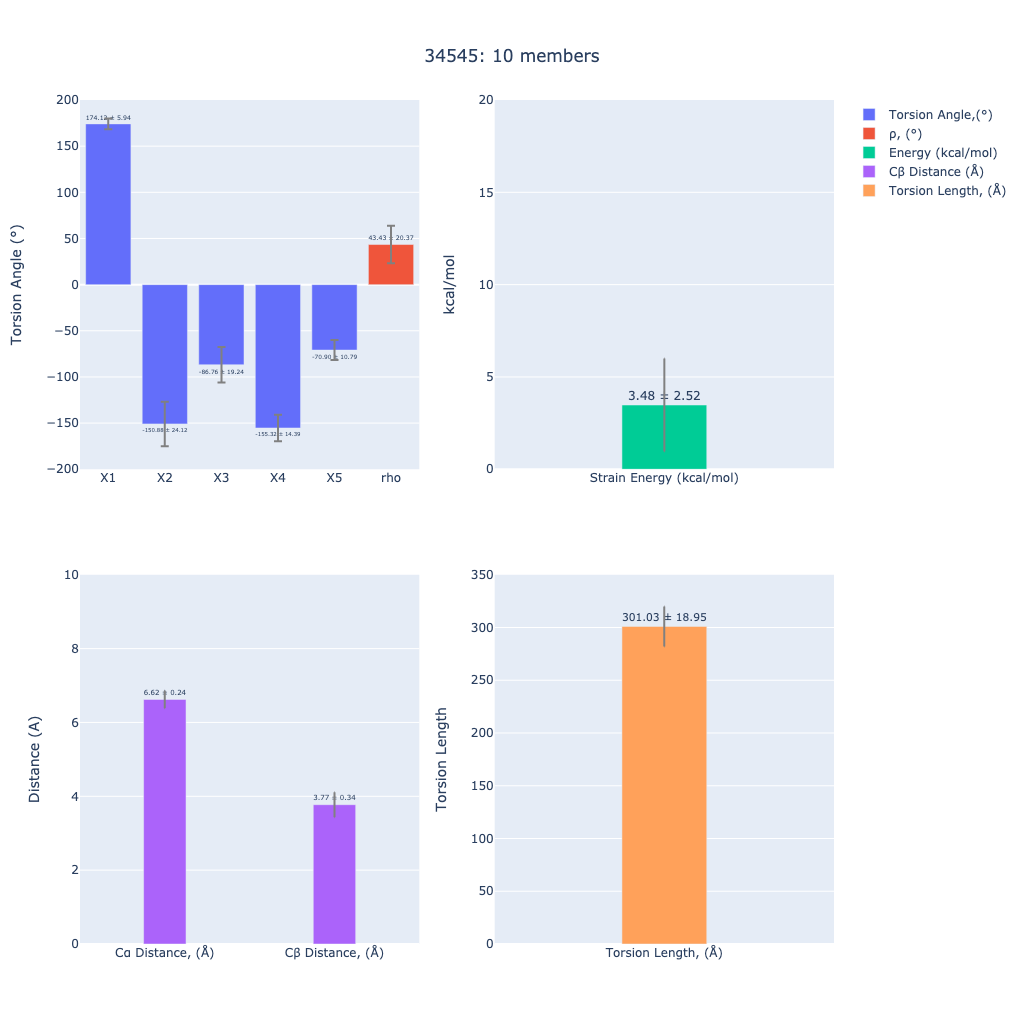 34545: 10 members
Torsion Angle (°)
200
150
100
50
0
−50
−100
−150
−200
174.12 ± 5.94
-150.88 ± 24.12
-86.76 ± 19.24
-155.32 ± 14.39
-70.90 ± 10.79
43.43 ± 20.37
X1 X2 X3 X4 X5 rho
kcal/mol
20
15
10
5
0
3.48 ± 2.52
Strain Energy (kcal/mol)
Torsion Angle,(°)
ρ, (°)
Energy (kcal/mol)
Cβ Distance (Å)
Torsion Length, (Å)
Distance (A)
10
8
6
4
2
0
6.62 ± 0.24
3.77 ± 0.34
Cα Distance, (Å) Cβ Distance, (Å)
Torsion Length
350
300
250
200
150
100
50
0
301.03 ± 18.95
Torsion Length, (Å)